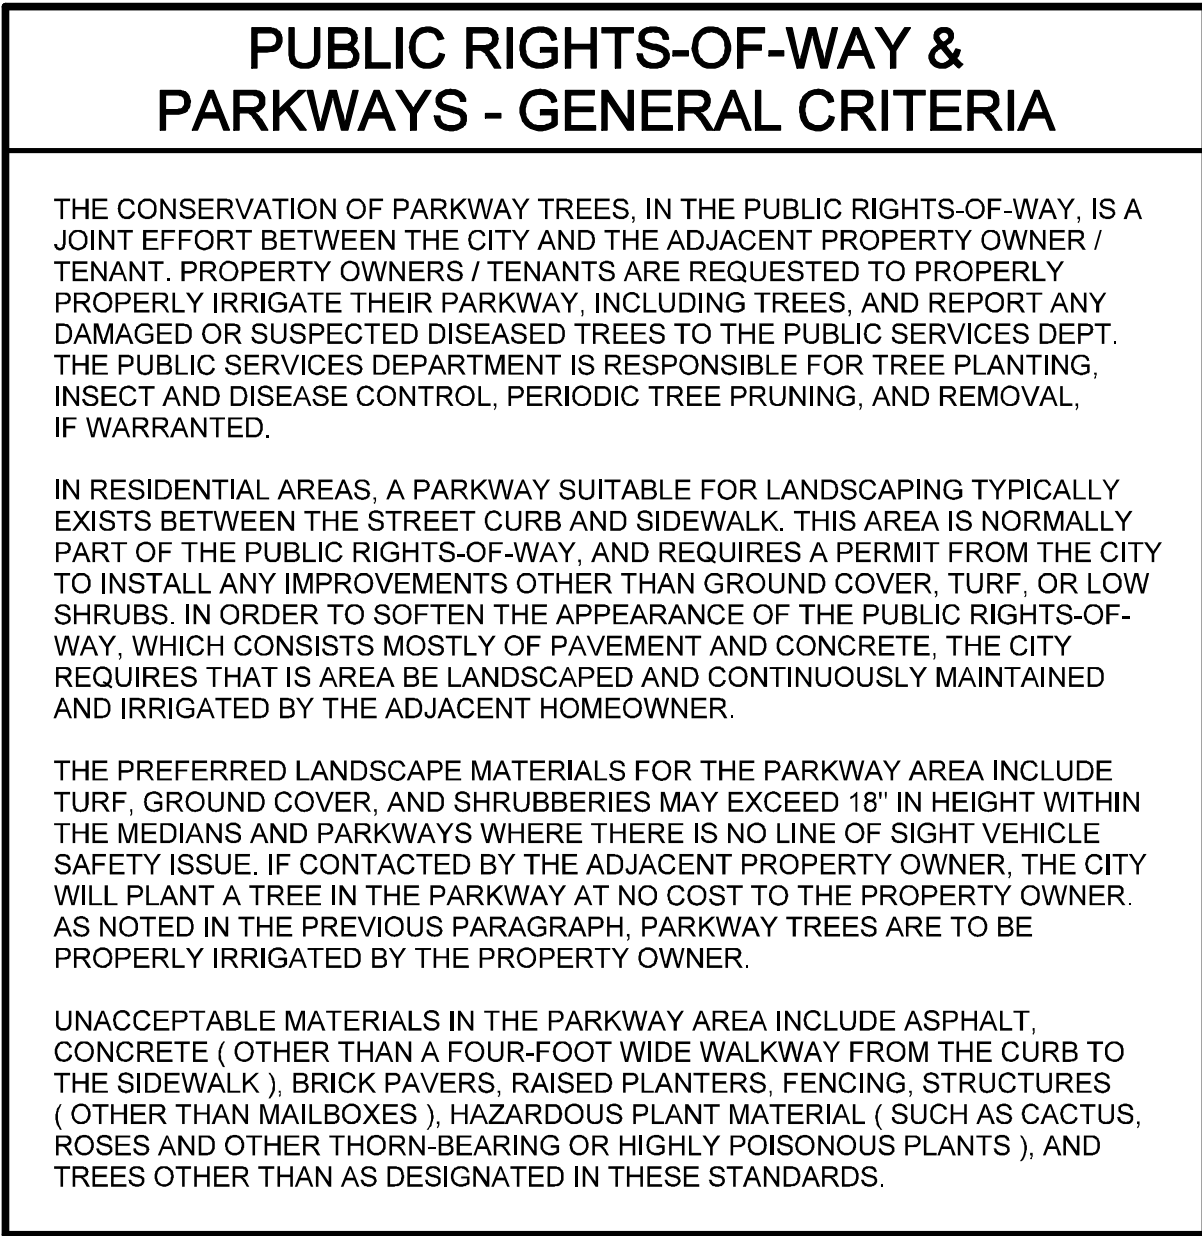 PUBLIC RIGHTS-OF-WAY &
PARKWAYS - GENERAL CRITERIA
THE CONSERVATION OF PARKWAY TREES, IN THE PUBLIC RIGHTS-OF-WAY, IS A
JOINT EFFORT BETWEEN THE CITY AND THE ADJACENT PROPERTY OWNER /
TENANT. PROPERTY OWNERS / TENANTS ARE REQUESTED TO PROPERLY
PROPERLY IRRIGATE THEIR PARKWAY, INCLUDING TREES, AND REPORT ANY
DAMAGED OR SUSPECTED DISEASED TREES TO THE PUBLIC SERVICES DEPT.
THE PUBLIC SERVICES DEPARTMENT IS RESPONSIBLE FOR TREE PLANTING,
INSECT AND DISEASE CONTROL, PERIODIC TREE PRUNING, AND REMOVAL,
IF WARRANTED.
IN RESIDENTIAL AREAS, A PARKWAY SUITABLE FOR LANDSCAPING TYPICALLY
EXISTS BETWEEN THE STREET CURB AND SIDEWALK. THIS AREA IS NORMALLY
PART OF THE PUBLIC RIGHTS-OF-WAY, AND REQUIRES A PERMIT FROM THE CITY
TO INSTALL ANY IMPROVEMENTS OTHER THAN GROUND COVER, TURF, OR LOW
SHRUBS. IN ORDER TO SOFTEN THE APPEARANCE OF THE PUBLIC RIGHTS-OF-
WAY, WHICH CONSISTS MOSTLY OF PAVEMENT AND CONCRETE, THE CITY
REQUIRES THAT IS AREA BE LANDSCAPED AND CONTINUOUSLY MAINTAINED
AND IRRIGATED BY THE ADJACENT HOMEOWNER.
THE PREFERRED LANDSCAPE MATERIALS FOR THE PARKWAY AREA INCLUDE
TURF, GROUND COVER, AND SHRUBBERIES MAY EXCEED 18" IN HEIGHT WITHIN
THE MEDIANS AND PARKWAYS WHERE THERE IS NO LINE OF SIGHT VEHICLE
SAFETY ISSUE. IF CONTACTED BY THE ADJACENT PROPERTY OWNER, THE CITY
WILL PLANT A TREE IN THE PARKWAY AT NO COST TO THE PROPERTY OWNER.
AS NOTED IN THE PREVIOUS PARAGRAPH, PARKWAY TREES ARE TO BE
PROPERLY IRRIGATED BY THE PROPERTY OWNER.
UNACCEPTABLE MATERIALS IN THE PARKWAY AREA INCLUDE ASPHALT,
CONCRETE ( OTHER THAN A FOUR-FOOT WIDE WALKWAY FROM THE CURB TO
THE SIDEWALK ), BRICK PAVERS, RAISED PLANTERS, FENCING, STRUCTURES
( OTHER THAN MAILBOXES ), HAZARDOUS PLANT MATERIAL ( SUCH AS CACTUS,
ROSES AND OTHER THORN-BEARING OR HIGHLY POISONOUS PLANTS ), AND
TREES OTHER THAN AS DESIGNATED IN THESE STANDARDS.